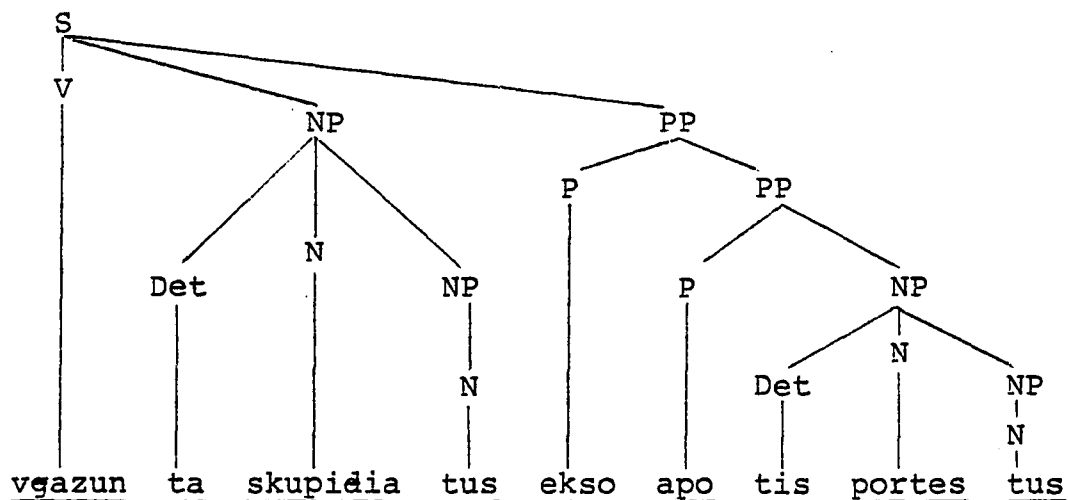 S
V
NP PP
P PP
N
Det NP P NP
N
N Det NP
N
vgazun ta skupidia tus ekso apo tis portes tus